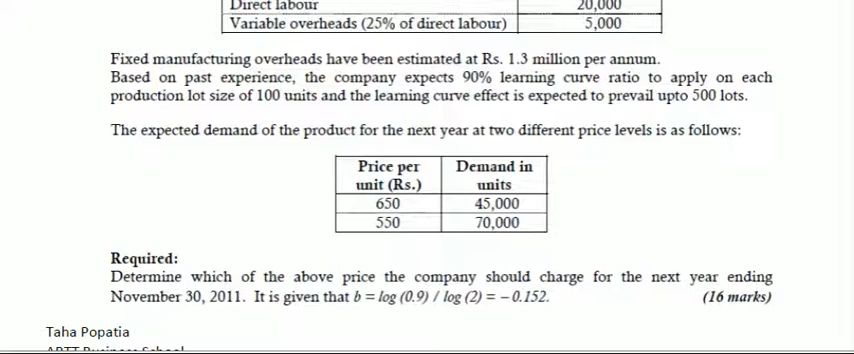 Direct labour 20,000
Variable overheads (25% of direct labour) 5,000
Fixed manufacturing overheads have been estimated at Rs. 1.3 million per annum.
Based on past experience, the company expects 90% learning curve ratio to apply on each
production lot size of 100 units and the learning curve effect is expected to prevail upto 500 lots.
The expected demand of the product for the next year at two different price levels is as follows:
Price per Demand in
unit (Rs.) units
650 45,000
550 70,000
Required:
Determine which of the above price the company should charge for the next year ending
November 30, 2011. It is given that b = log (0.9) / log (2) = – 0.152. (16 marks)
Taha Popatia